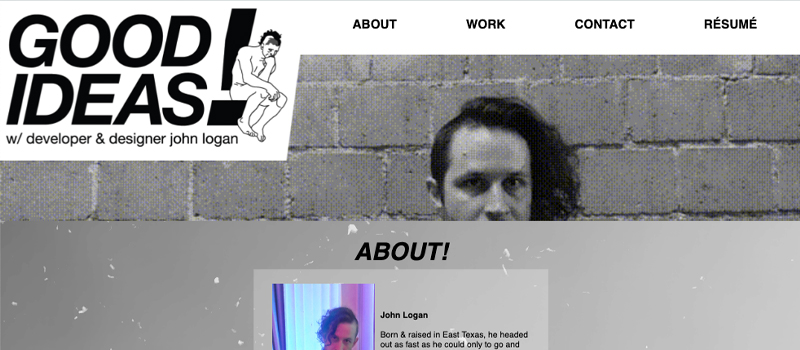 GOOD
IDEAS!
w/ developer & designer john logan
ABOUT
WORK
CONTACT
RÉSUMÉ
ABOUT!
John Logan
Born & raised in East Texas, he headed
out as fast as he could only to go and